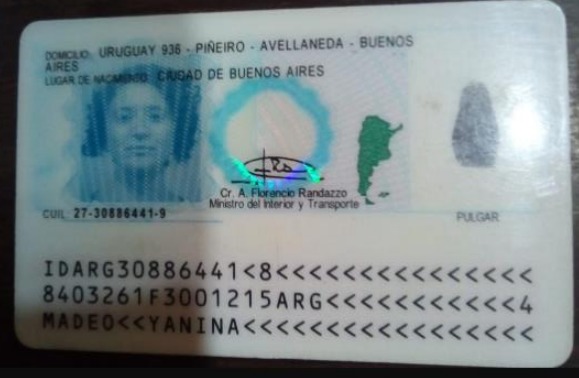 DOMICILIO: URUGUAY 936 - PIÑEIRO - AVELLANEDA - BUENOS
AIRES
LUGAR DE NACIMIENTO: CIUDAD DE BUENOS AIRES
Cr. A. Florencio Randazzo
Ministro del Interior y Transporte
CUIL: 27-30886441-9
PULGAR
IDARG30886441<8<<<<<<<<<<<<<<<
8403261F3001215ARG<<<<<<<<<<<4
MADEO<<YANINA<<<<<<<<<<<<<<<<<